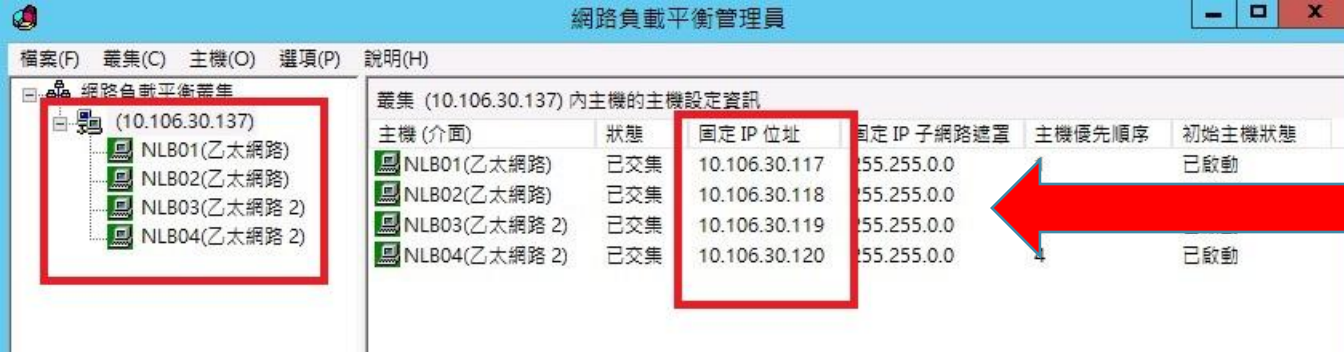 網路負載平衡管理員
檔案(F) 叢集(C) 主機(O) 選項(P) 說明(H)
網路負載平衡叢集
(10.106.30.137)
NLB01(乙太網路)
NLB02(乙太網路)
NLB03(乙太網路 2)
NLB04(乙太網路 2)
叢集 (10.106.30.137) 內主機的主機設定資訊
主機 (介面) 狀態 固定 IP 位址 固定 IP 子網路遮罩 主機優先順序 初始主機狀態
NLB01(乙太網路) 已交集 10.106.30.117 255.255.0.0 已啟動
NLB02(乙太網路) 已交集 10.106.30.118 255.255.0.0
NLB03(乙太網路 2) 已交集 10.106.30.119 255.255.0.0
NLB04(乙太網路 2) 已交集 10.106.30.120 255.255.0.0 4 已啟動